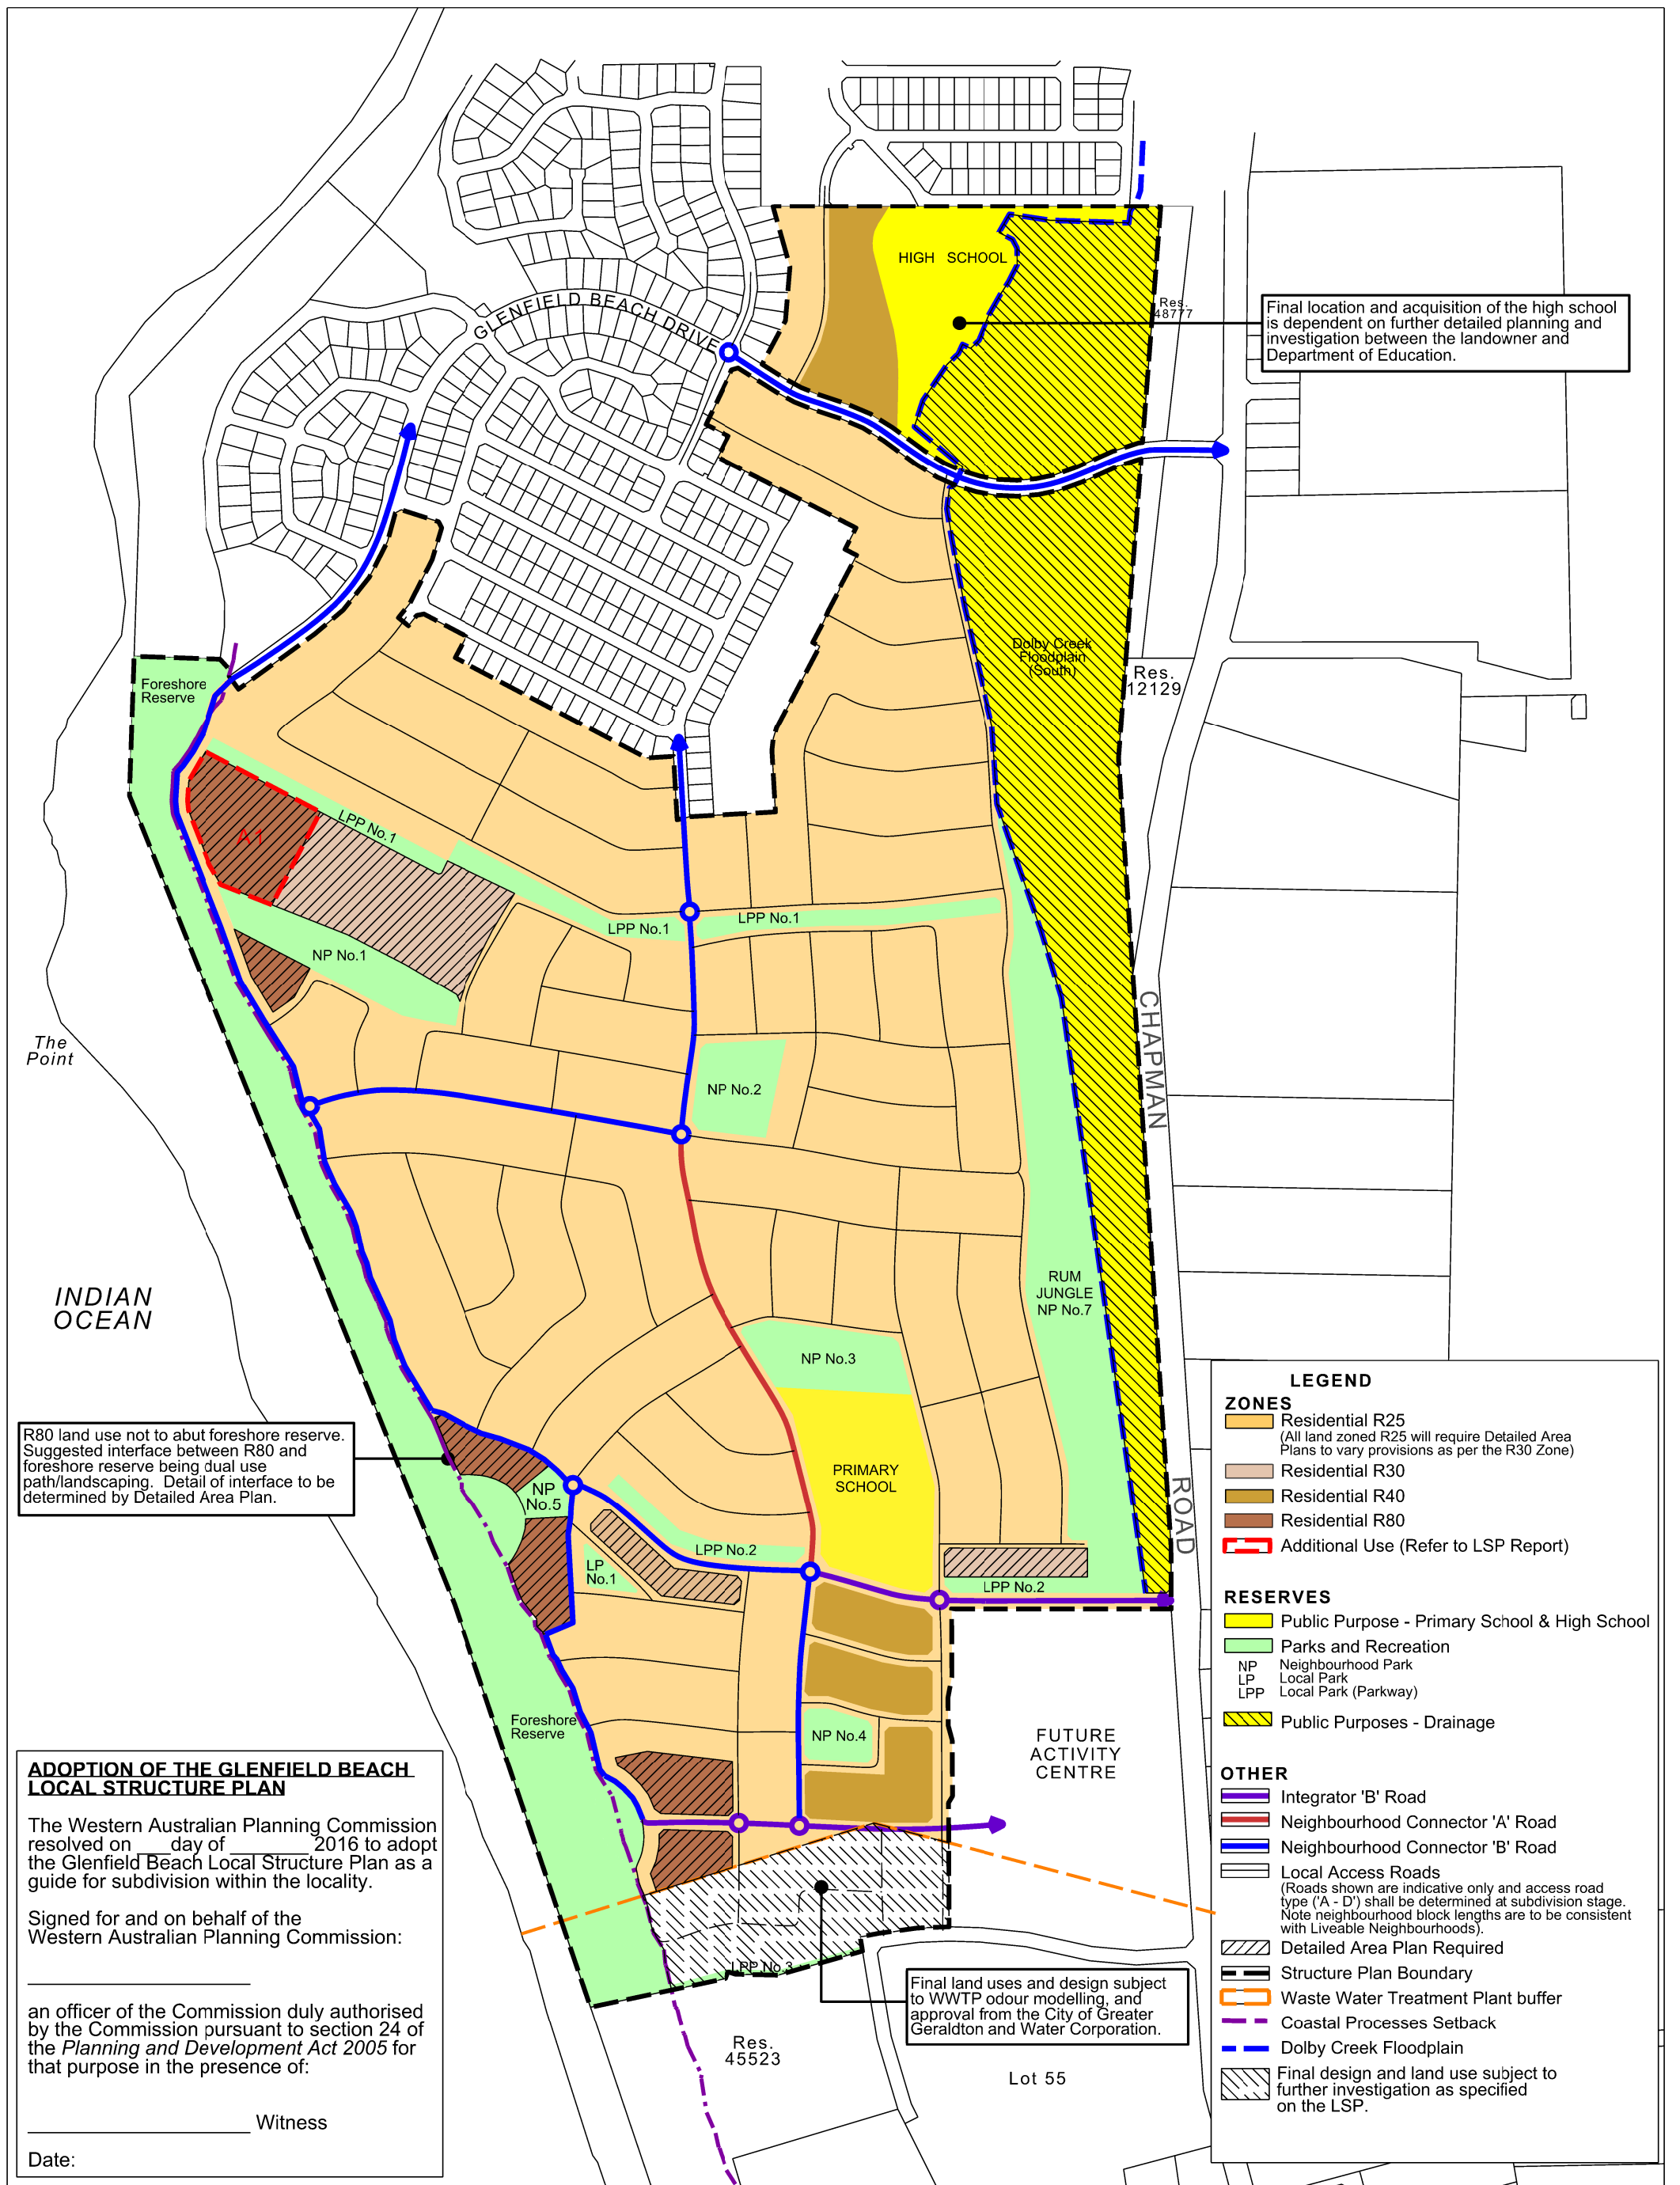 HIGH SCHOOL
GLENFIELD BEACH DRIVE
Res.
48777
Final location and acquisition of the high school
is dependent on further detailed planning and
investigation between the landowner and
Department of Education.
Dolby Creek
Floodplain
(South)
Res.
12129
Foreshore
Reserve
A1
LPP No.1
LPP No.1
LPP No.1
NP No.1
The
Point
NP No.2
CHAPMAN
ROAD
INDIAN
OCEAN
RUM
JUNGLE
NP No.7
NP No.3
PRIMARY
SCHOOL
R80 land use not to abut foreshore reserve.
Suggested interface between R80 and
foreshore reserve being dual use
path/landscaping. Detail of interface to be
determined by Detailed Area Plan.
NP
No.5
LPP No.2
LP
No.1
LPP No.2
Foreshore
Reserve
NP No.4
FUTURE
ACTIVITY
CENTRE
LPP No.3
Final land uses and design subject
to WWTP odour modelling, and
approval from the City of Greater
Geraldton and Water Corporation.
Res.
45523
Lot 55
ADOPTION OF THE GLENFIELD BEACH
LOCAL STRUCTURE PLAN
The Western Australian Planning Commission
resolved on ___day of _______ 2016 to adopt
the Glenfield Beach Local Structure Plan as a
guide for subdivision within the locality.
Signed for and on behalf of the
Western Australian Planning Commission:
____________________
an officer of the Commission duly authorised
by the Commission pursuant to section 24 of
the Planning and Development Act 2005 for
that purpose in the presence of:
____________________ Witness
Date:
LEGEND
ZONES
Residential R25
(All land zoned R25 will require Detailed Area
Plans to vary provisions as per the R30 Zone)
Residential R30
Residential R40
Residential R80
Additional Use (Refer to LSP Report)
RESERVES
Public Purpose - Primary School & High School
Parks and Recreation
NP Neighbourhood Park
LP Local Park
LPP Local Park (Parkway)
Public Purposes - Drainage
OTHER
Integrator 'B' Road
Neighbourhood Connector 'A' Road
Neighbourhood Connector 'B' Road
Local Access Roads
(Roads shown are indicative only and access road
type ('A - D') shall be determined at subdivision stage.
Note neighbourhood block lengths are to be consistent
with Liveable Neighbourhoods).
Detailed Area Plan Required
Structure Plan Boundary
Waste Water Treatment Plant buffer
Coastal Processes Setback
Dolby Creek Floodplain
Final design and land use subject to
further investigation as specified
on the LSP.